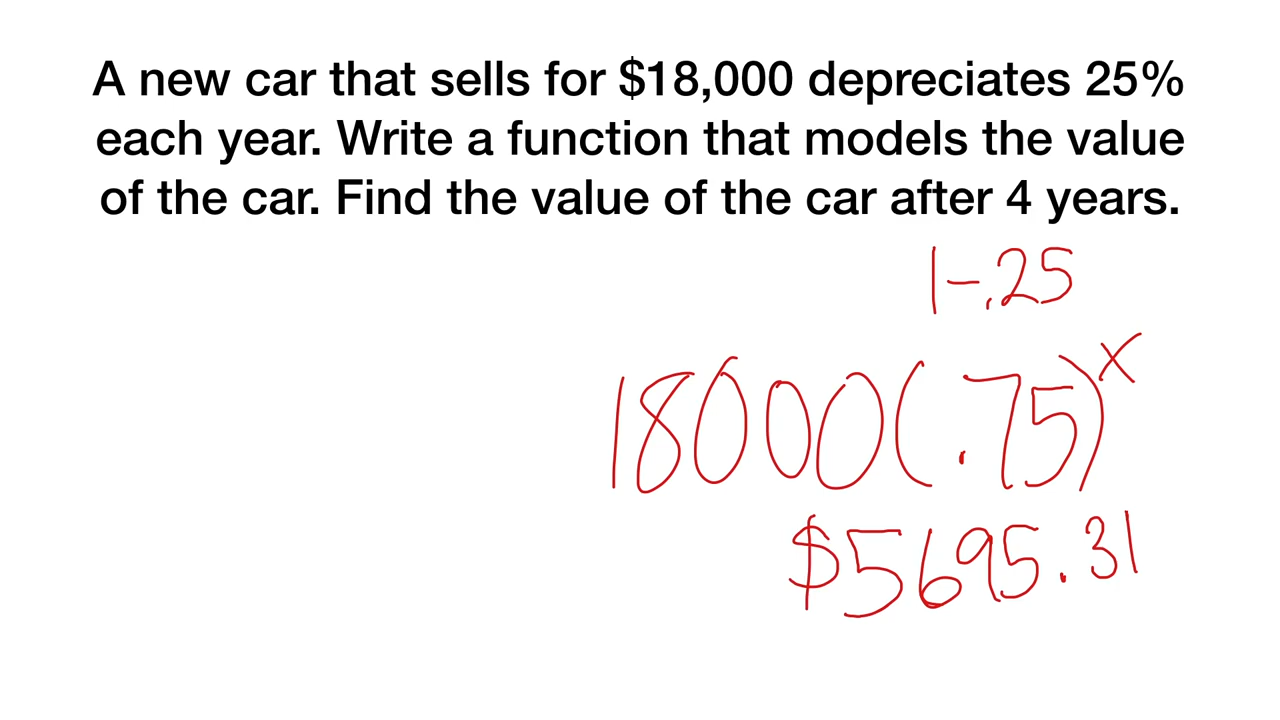 A new car that sells for $18,000 depreciates 25%
each year. Write a function that models the value
of the car. Find the value of the car after 4 years.
1-.25
18000(.75)^x
$5695.31